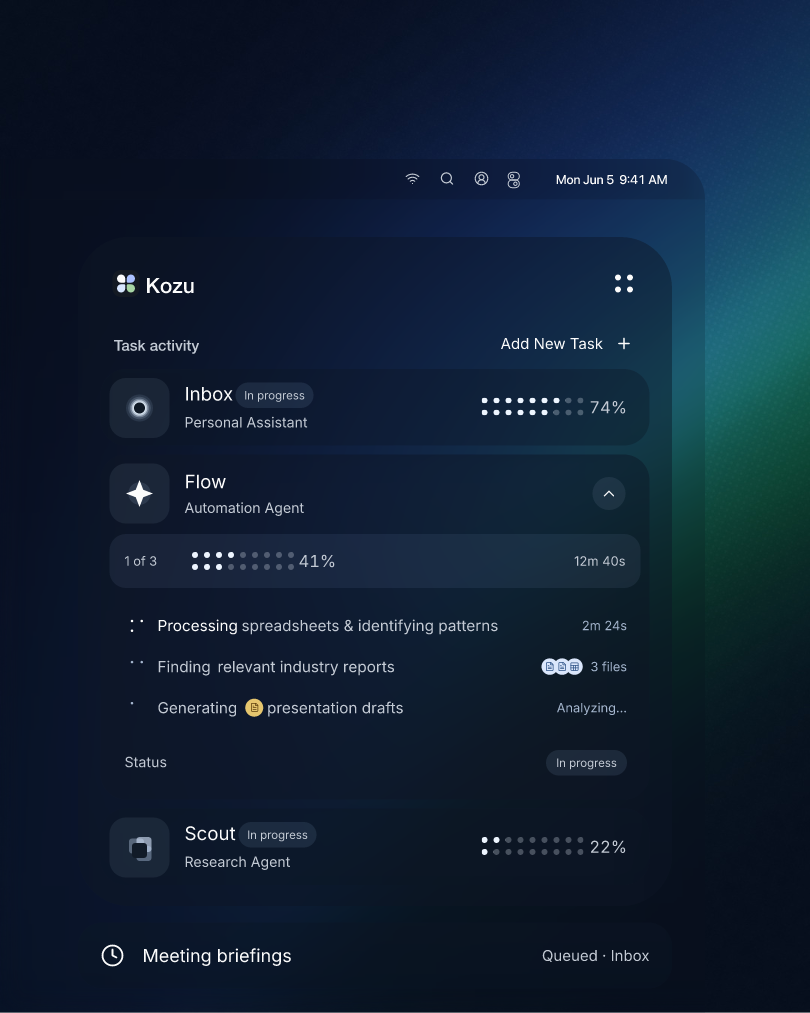 Mon Jun 5 9:41 AM
Kozu
Task activity
Add New Task +
Inbox In progress
Personal Assistant
74%
Flow
Automation Agent
1 of 3 41% 12m 40s
Processing spreadsheets & identifying patterns 2m 24s
Finding relevant industry reports 3 files
Generating presentation drafts Analyzing...
Status In progress
Scout In progress
Research Agent
22%
Meeting briefings Queued · Inbox